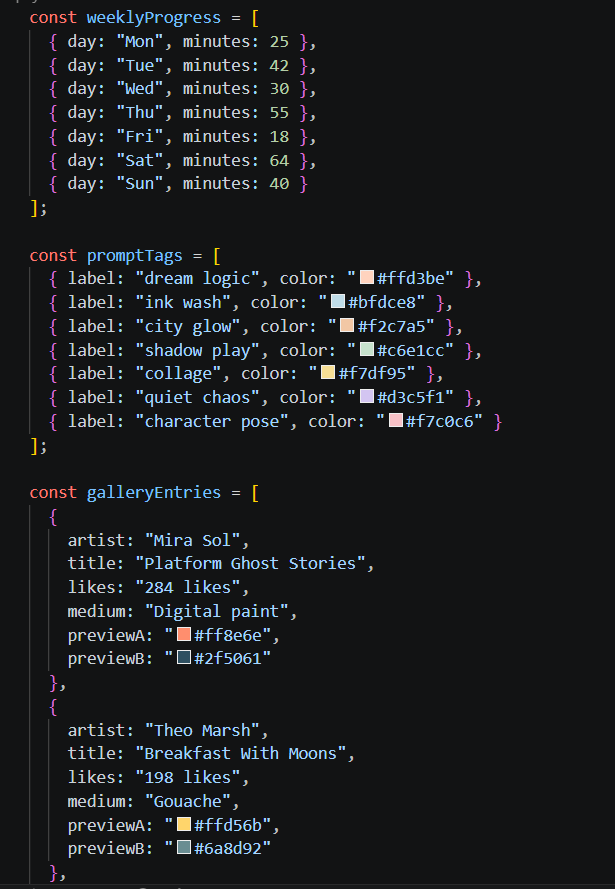 const weeklyProgress = [
  { day: "Mon", minutes: 25 },
  { day: "Tue", minutes: 42 },
  { day: "Wed", minutes: 30 },
  { day: "Thu", minutes: 55 },
  { day: "Fri", minutes: 18 },
  { day: "Sat", minutes: 64 },
  { day: "Sun", minutes: 40 }
];

const promptTags = [
  { label: "dream logic", color: "#ffd3be" },
  { label: "ink wash", color: "#bfdce8" },
  { label: "city glow", color: "#f2c7a5" },
  { label: "shadow play", color: "#c6e1cc" },
  { label: "collage", color: "#f7df95" },
  { label: "quiet chaos", color: "#d3c5f1" },
  { label: "character pose", color: "#f7c0c6" }
];

const galleryEntries = [
  {
    artist: "Mira Sol",
    title: "Platform Ghost Stories",
    likes: "284 likes",
    medium: "Digital paint",
    previewA: "#ff8e6e",
    previewB: "#2f5061"
  },
  {
    artist: "Theo Marsh",
    title: "Breakfast With Moons",
    likes: "198 likes",
    medium: "Gouache",
    previewA: "#ffd56b",
    previewB: "#6a8d92"
  },